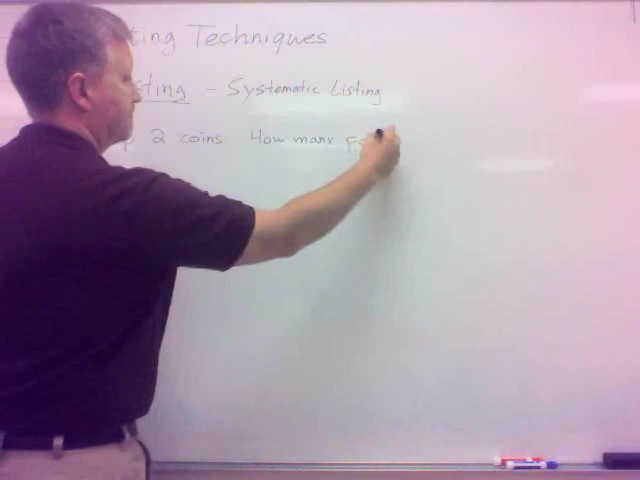 ting Techniques
sting - Systematic Listing
2 coins How many